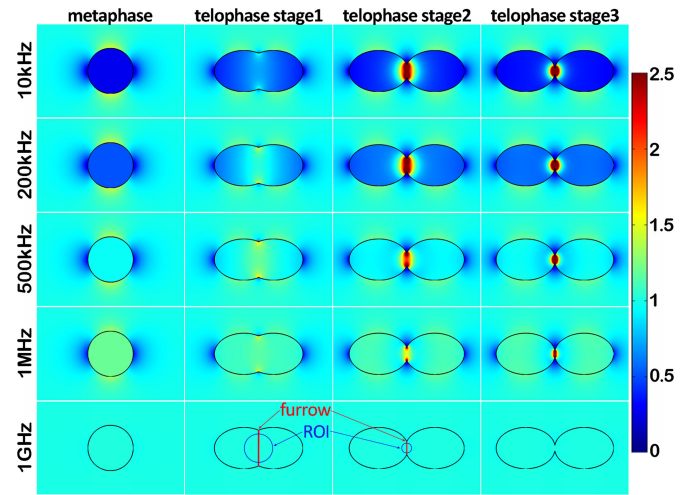 metaphase telophase stage1 telophase stage2 telophase stage3
10kHz
200kHz
500kHz
1MHz
1GHz
furrow
ROI
2.5
2
1.5
1
0.5
0